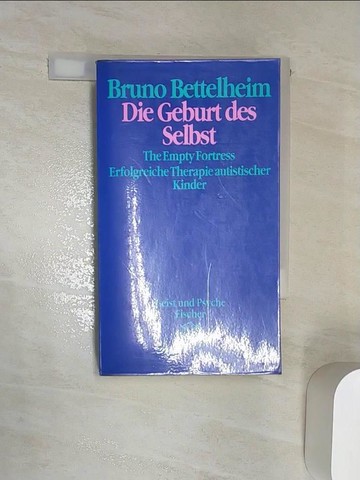 Bruno Bettelheim
Die Geburt des
Selbst
The Empty Fortress
Erfolgreiche Therapie autistischer
Kinder
Geist und Psyche
Fischer